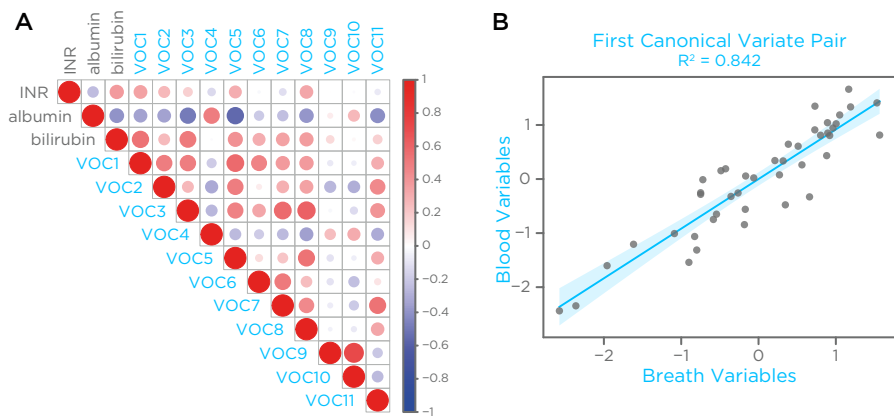 A
INR
albumin
bilirubin
VOC1
VOC2
VOC3
VOC4
VOC5
VOC6
VOC7
VOC8
VOC9
VOC10
VOC11
INR
albumin
bilirubin
VOC1
VOC2
VOC3
VOC4
VOC5
VOC6
VOC7
VOC8
VOC9
VOC10
VOC11
1
0.8
0.6
0.4
0.2
0
−0.2
−0.4
−0.6
−0.8
−1
B
First Canonical Variate Pair
R² = 0.842
Blood Variables
1
0
−1
−2
−2
−1
0
1
Breath Variables